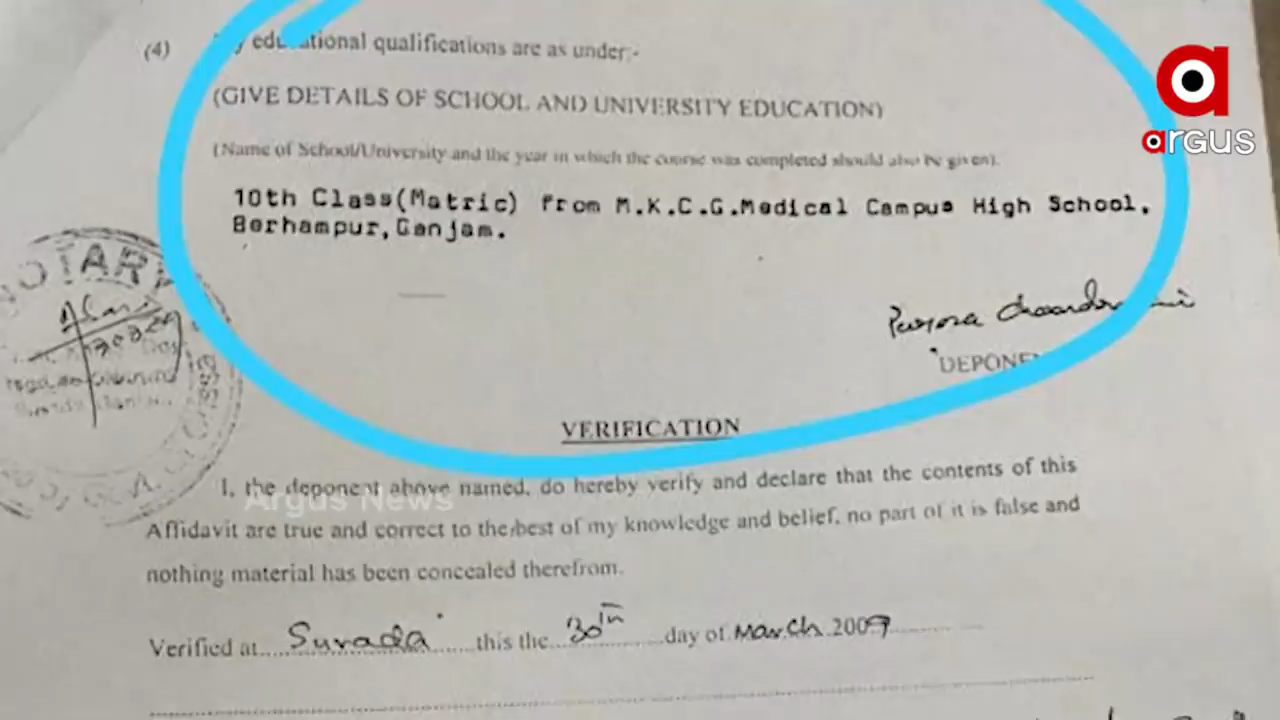 (4) My educational qualifications are as under:-
(GIVE DETAILS OF SCHOOL AND UNIVERSITY EDUCATION)
(Name of School/University and the year in which the course was completed should also be given).
10th Class(Matric) from M.K.C.G.Medical Campus High School,
Berhampur,Ganjam.
argus
NOTARY
DEPONE
VERIFICATION
I, the deponent above named, do hereby verify and declare that the contents of this
Argus News
Affidavit are true and correct to the best of my knowledge and belief, no part of it is false and
nothing material has been concealed therefrom.
Verified at Surada this the 30th day of March 2009